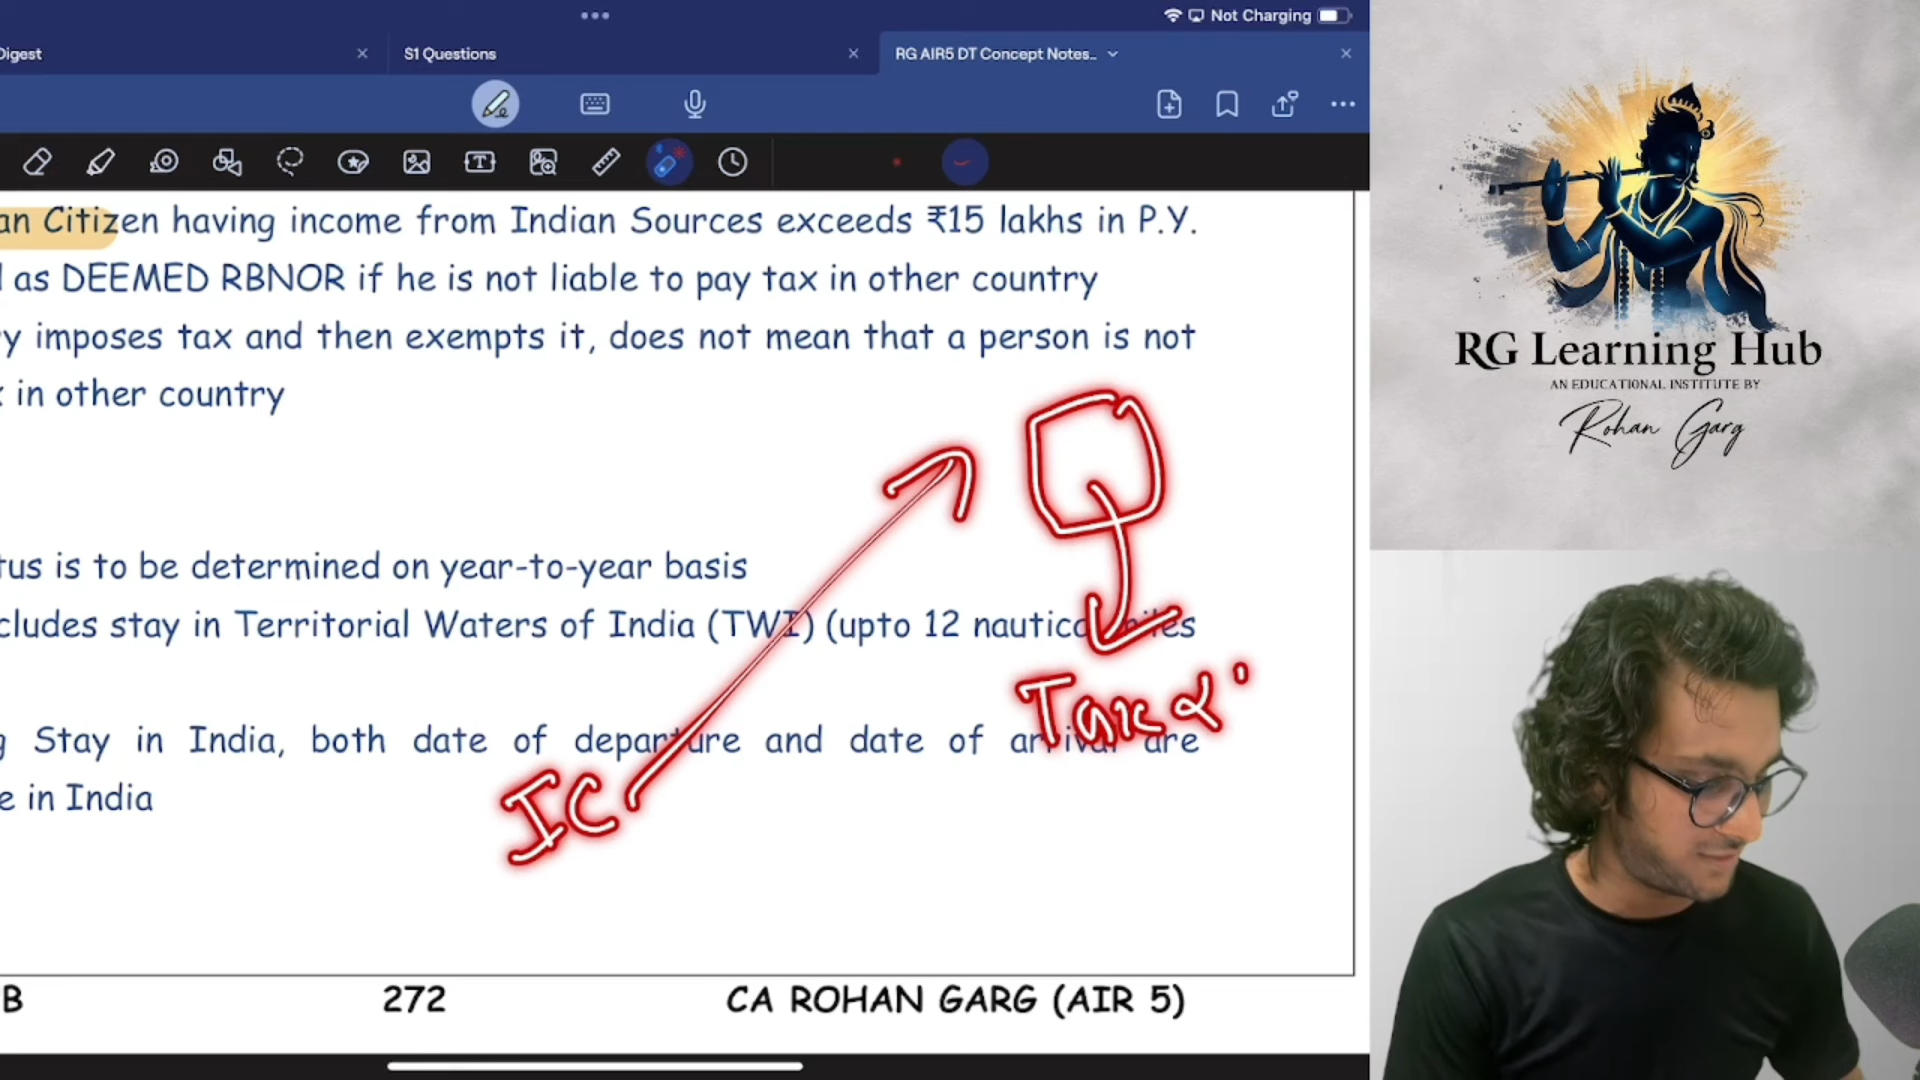 Not Charging
Digest
S1 Questions
RG AIR5 DT Concept Notes..
an Citizen having income from Indian Sources exceeds ₹15 lakhs in P.Y.
as DEEMED RBNOR if he is not liable to pay tax in other country
y imposes tax and then exempts it, does not mean that a person is not
in other country
tus is to be determined on year-to-year basis
cludes stay in Territorial Waters of India (TWI) (upto 12 nautical miles
g Stay in India, both date of departure and date of arrival are
e in India
IC
Tax
B
272
CA ROHAN GARG (AIR 5)
RG Learning Hub
AN EDUCATIONAL INSTITUTE BY
Rohan Garg